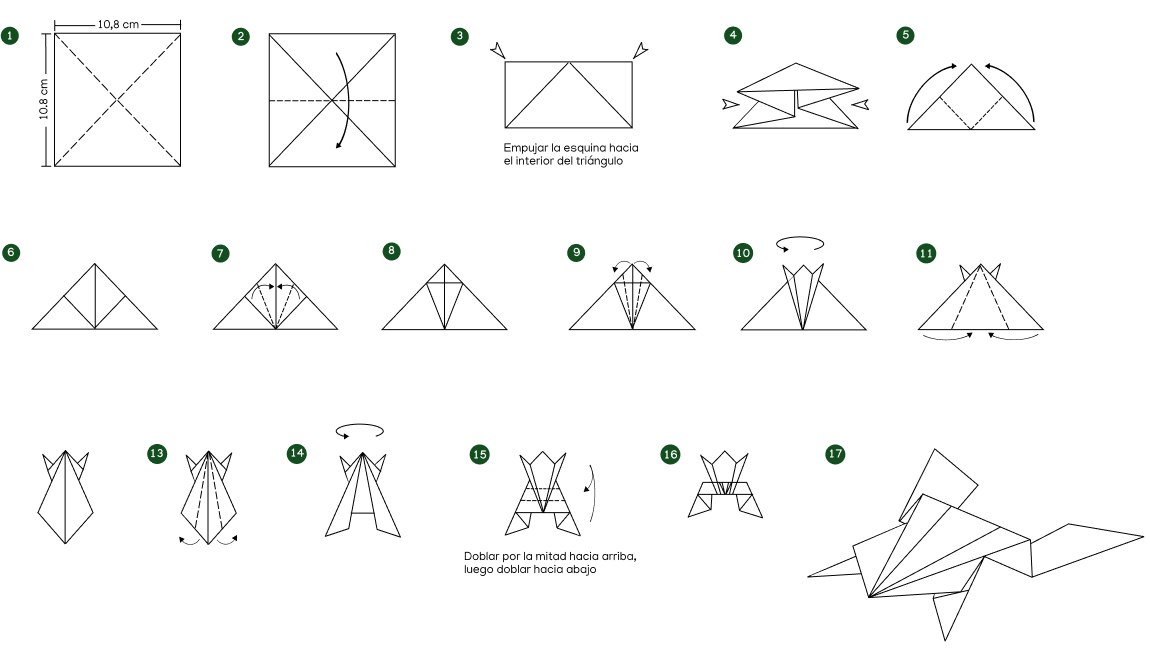 10,8 cm
1
10.8 cm
2
3
4
5
Empujar la esquina hacia
el interior del triángulo
6
7
8
9
10
11
13
14
15
16
17
Doblar por la mitad hacia arriba,
luego doblar hacia abajo